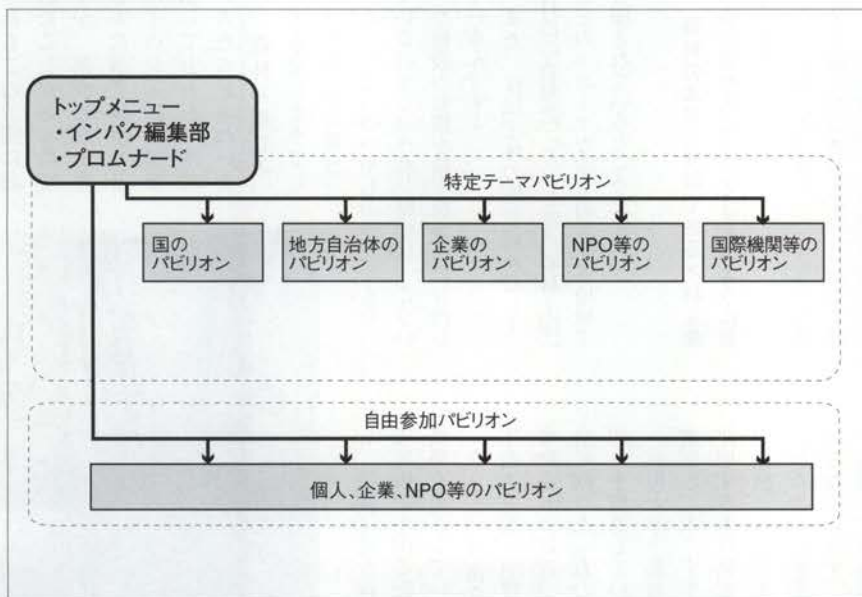 トップメニュー
・インパク編集部
・プロムナード
特定テーマパビリオン
国の
パビリオン
地方自治体の
パビリオン
企業の
パビリオン
NPO等の
パビリオン
国際機関等の
パビリオン
自由参加パビリオン
個人、企業、NPO等のパビリオン